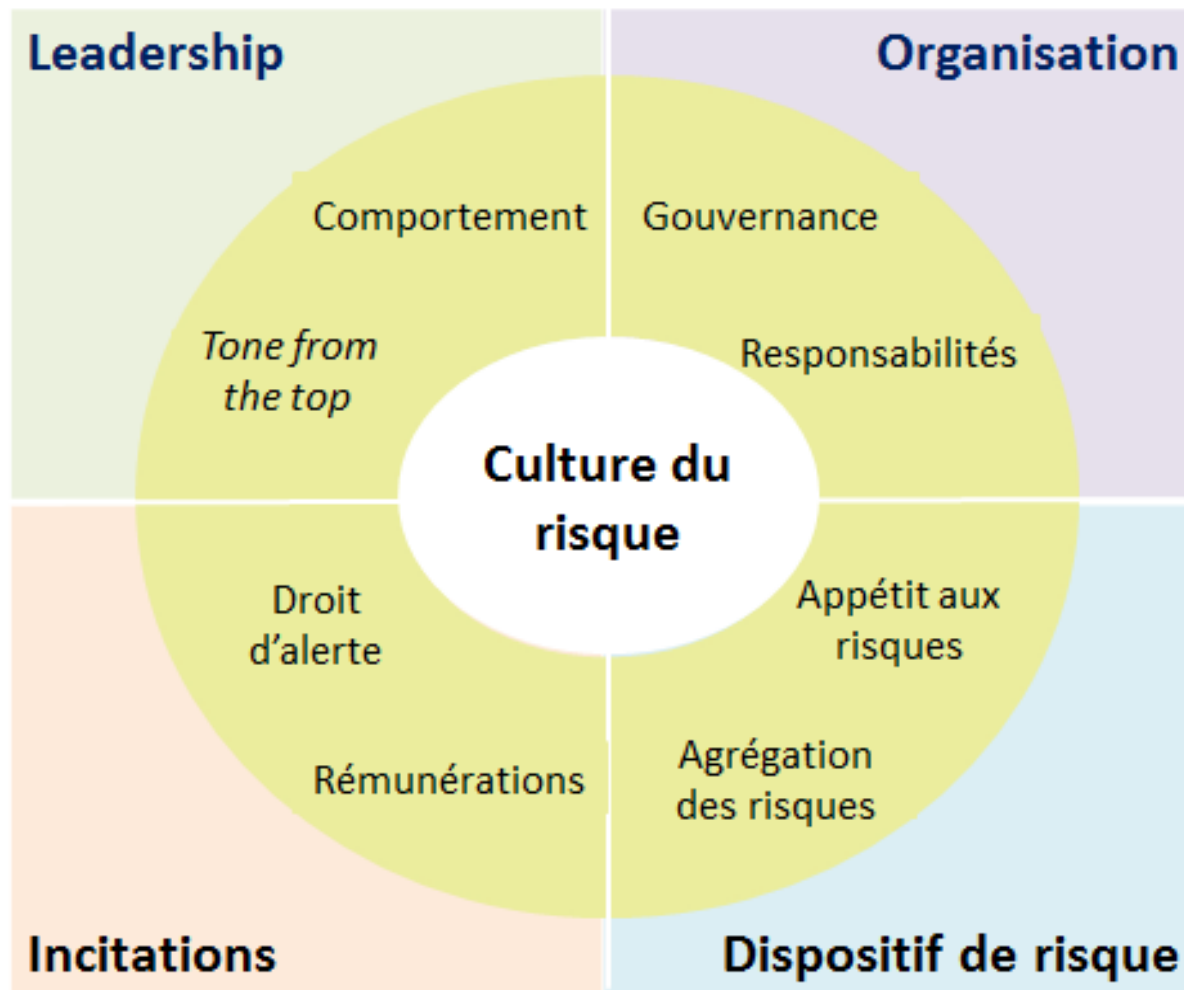 Leadership
Organisation
Comportement
Gouvernance
Tone from
the top
Responsabilités
Culture du
risque
Droit
d’alerte
Appétit aux
risques
Rémunérations
Agrégation
des risques
Incitations
Dispositif de risque